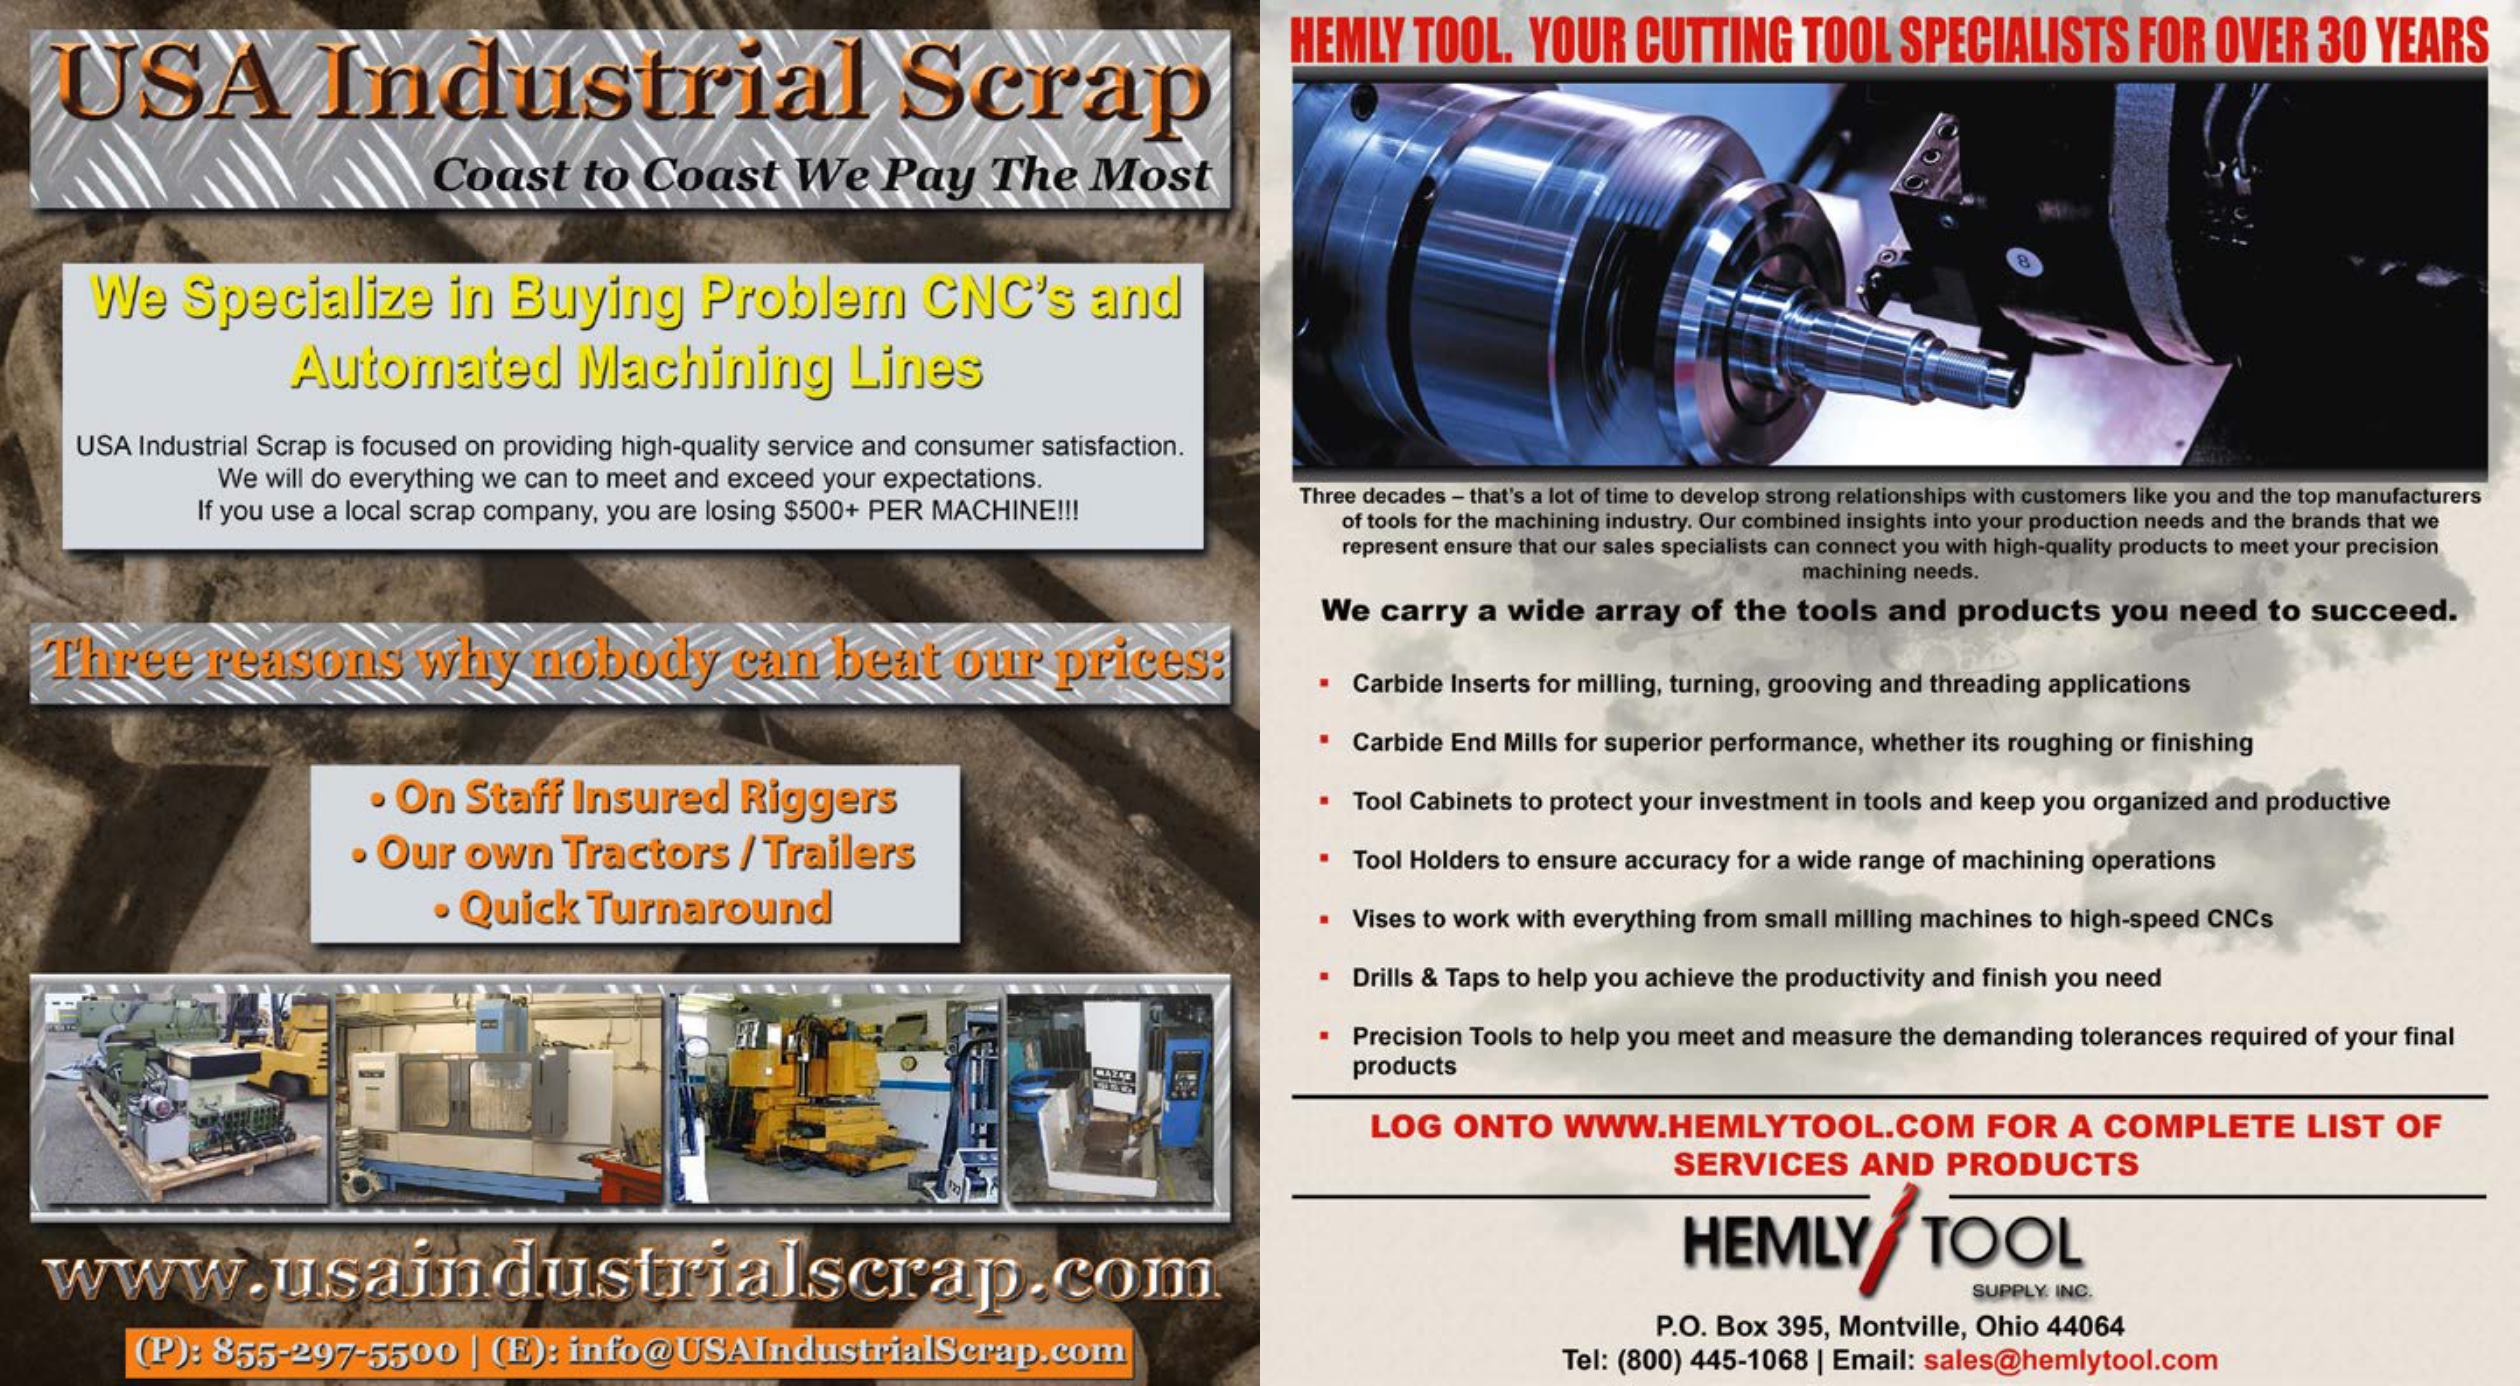 USA Industrial Scrap
Coast to Coast We Pay The Most
We Specialize in Buying Problem CNC's and
Automated Machining Lines
USA Industrial Scrap is focused on providing high-quality service and consumer satisfaction.
We will do everything we can to meet and exceed your expectations.
If you use a local scrap company, you are losing $500+ PER MACHINE!!!
Three reasons why nobody can beat our prices:
• On Staff Insured Riggers
• Our own Tractors / Trailers
• Quick Turnaround
MAZAK
www.usaindustrialscrap.com
(P): 855-297-5500 | (E): info@USAIndustrialScrap.com
HEMLY TOOL. YOUR CUTTING TOOL SPECIALISTS FOR OVER 30 YEARS
8
Three decades – that's a lot of time to develop strong relationships with customers like you and the top manufacturers
of tools for the machining industry. Our combined insights into your production needs and the brands that we
represent ensure that our sales specialists can connect you with high-quality products to meet your precision
machining needs.
We carry a wide array of the tools and products you need to succeed.
▪ Carbide Inserts for milling, turning, grooving and threading applications
▪ Carbide End Mills for superior performance, whether its roughing or finishing
▪ Tool Cabinets to protect your investment in tools and keep you organized and productive
▪ Tool Holders to ensure accuracy for a wide range of machining operations
▪ Vises to work with everything from small milling machines to high-speed CNCs
▪ Drills & Taps to help you achieve the productivity and finish you need
▪ Precision Tools to help you meet and measure the demanding tolerances required of your final
products
LOG ONTO WWW.HEMLYTOOL.COM FOR A COMPLETE LIST OF
SERVICES AND PRODUCTS
HEMLY TOOL
SUPPLY. INC.
P.O. Box 395, Montville, Ohio 44064
Tel: (800) 445-1068 | Email: sales@hemlytool.com